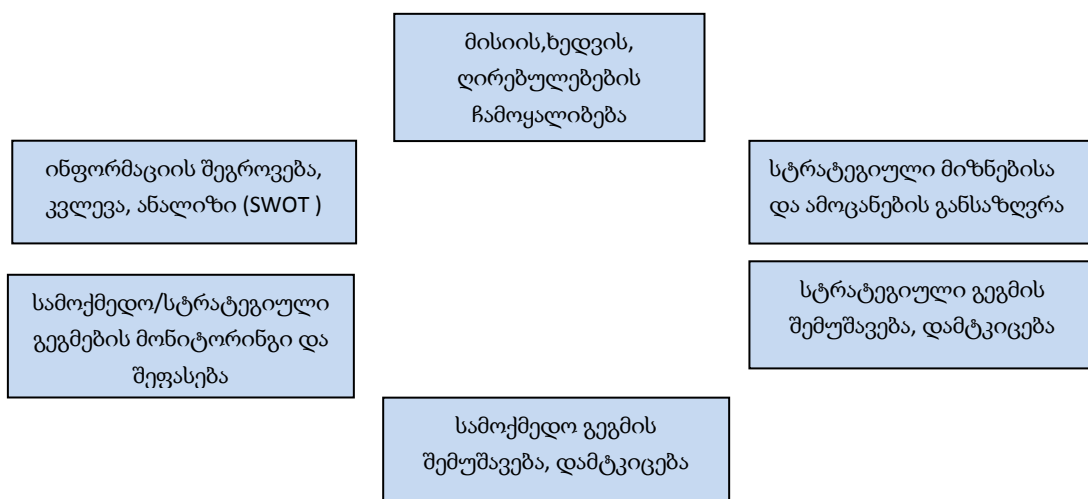 მისიის,ხედვის,
ღირებულებების
ჩამოყალიბება
ინფორმაციის შეგროვება,
კვლევა, ანალიზი (SWOT )
სტრატეგიული მიზნებისა
და ამოცანების განსაზღვრა
სამოქმედო/სტრატეგიული
გეგმების მონიტორინგი და
შეფასება
სტრატეგიული გეგმის
შემუშავება, დამტკიცება
სამოქმედო გეგმის
შემუშავება, დამტკიცება